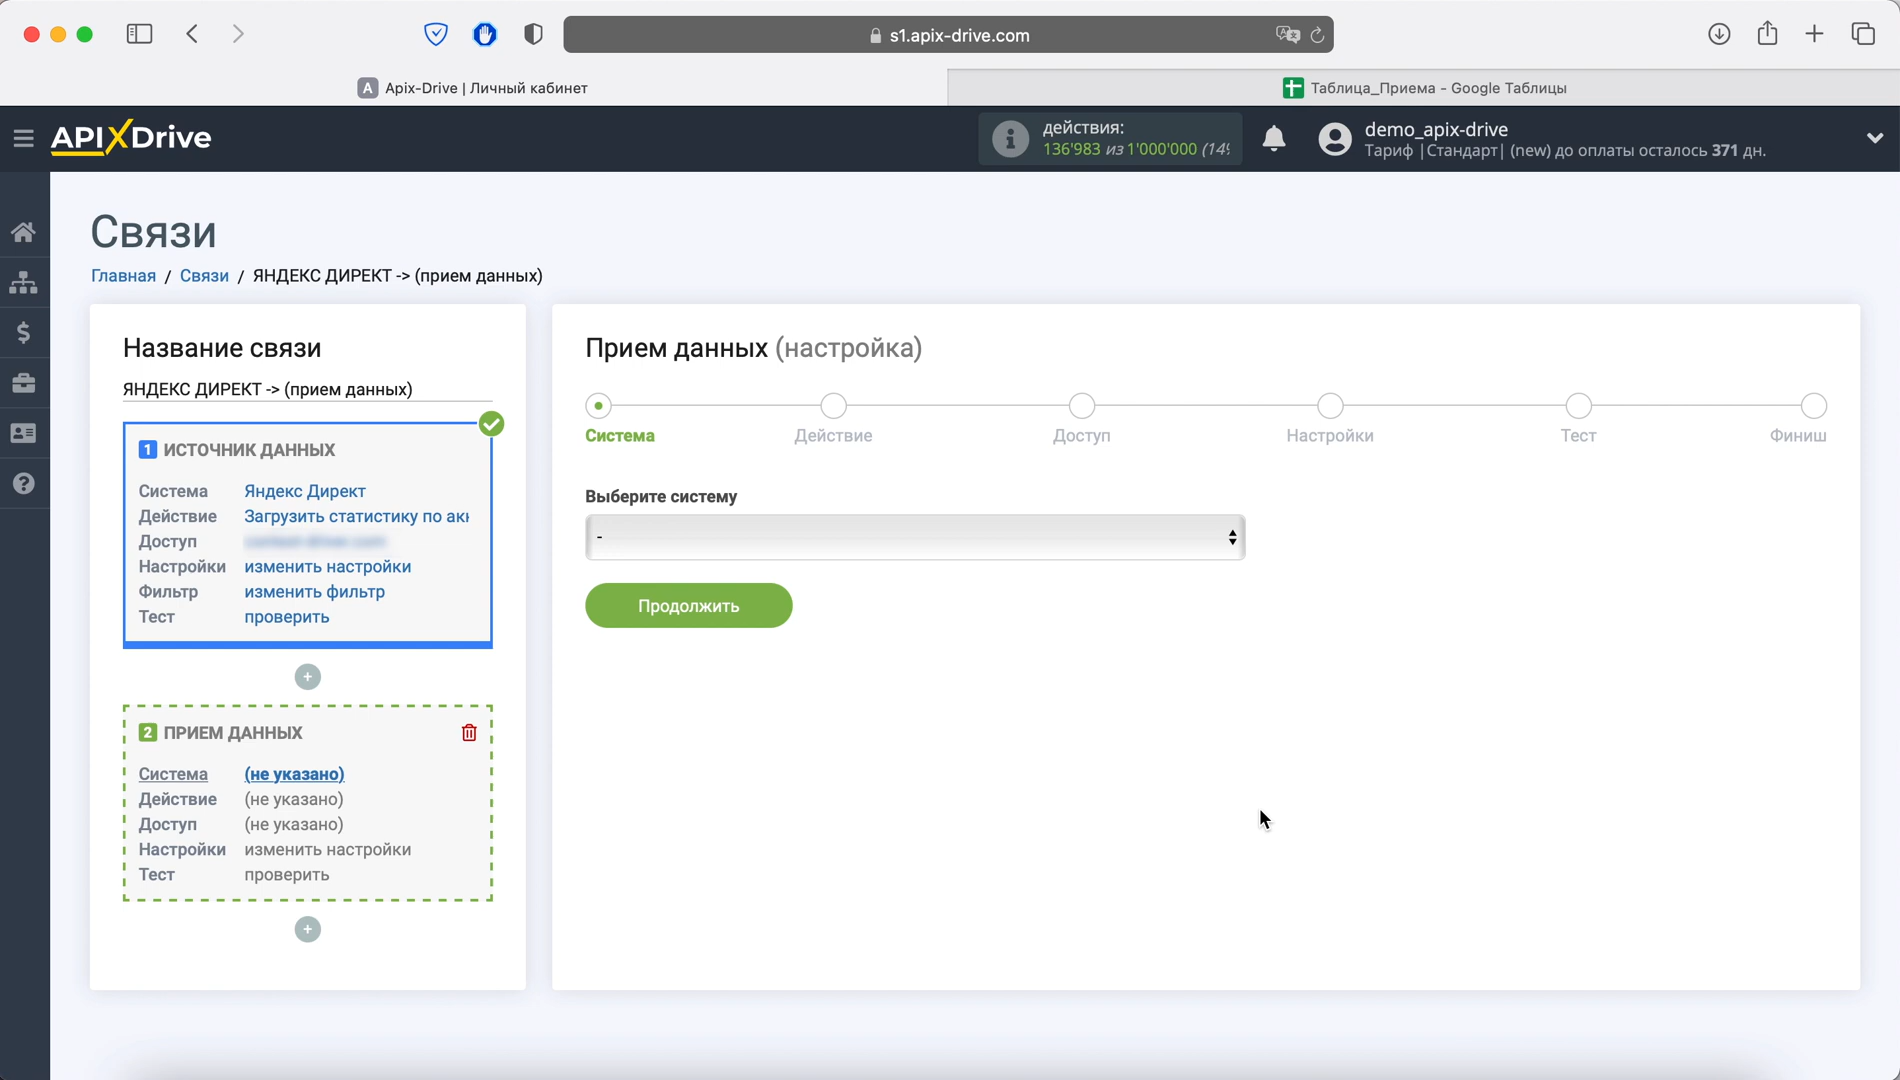 s1.apix-drive.com
A Apix-Drive | Личный кабинет
Таблица_Приема - Google Таблицы
APIXDrive
действия:
136'983 из 1'000'000 (14%
demo_apix-drive
Тариф |Стандарт| (new) до оплаты осталось 371 дн.
Связи
Главная / Связи / ЯНДЕКС ДИРЕКТ -> (прием данных)
Название связи
ЯНДЕКС ДИРЕКТ -> (прием данных)
1 ИСТОЧНИК ДАННЫХ
Система Яндекс Директ
Действие Загрузить статистику по
Доступ
Настройки изменить настройки
Фильтр изменить фильтр
Тест проверить
2 ПРИЕМ ДАННЫХ
Система (не указано)
Действие (не указано)
Доступ (не указано)
Настройки изменить настройки
Тест проверить
Прием данных (настройка)
Система
Действие
Доступ
Настройки
Тест
Финиш
Выберите систему
-
Продолжить